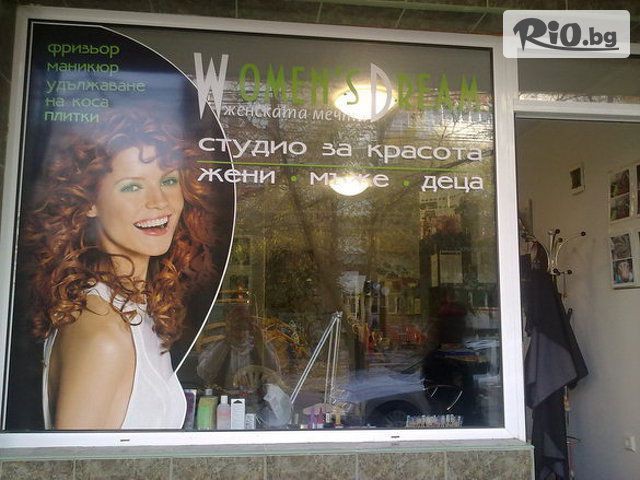 RiO.bg
фризьор
маникюр
удължаване
на коса
плитки
WOMEN'S DREAM
женската мечта
студио за красота
жени • мъже • деца